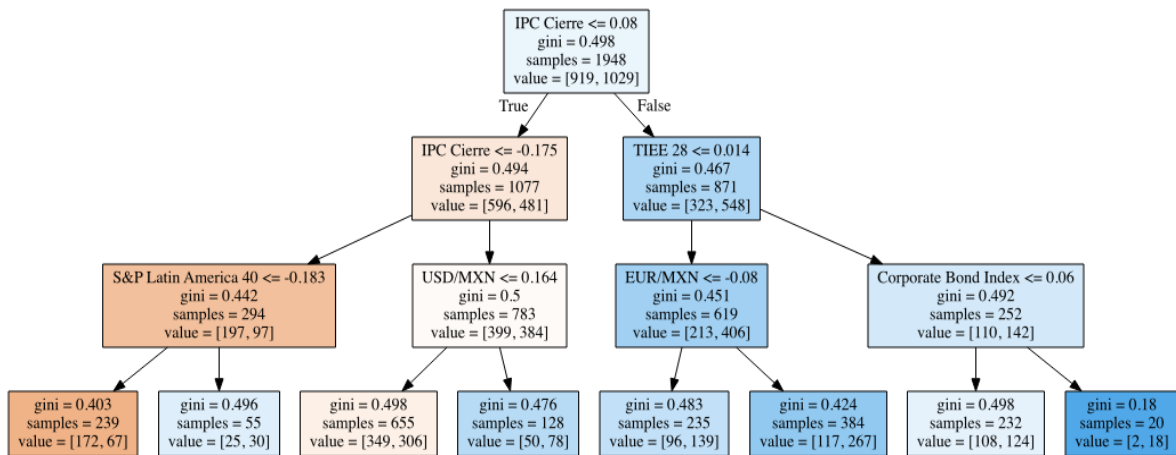 IPC Cierre <= 0.08
gini = 0.498
samples = 1948
value = [919, 1029]
True
False
IPC Cierre <= -0.175
gini = 0.494
samples = 1077
value = [596, 481]
TIEE 28 <= 0.014
gini = 0.467
samples = 871
value = [323, 548]
S&P Latin America 40 <= -0.183
gini = 0.442
samples = 294
value = [197, 97]
USD/MXN <= 0.164
gini = 0.5
samples = 783
value = [399, 384]
EUR/MXN <= -0.08
gini = 0.451
samples = 619
value = [213, 406]
Corporate Bond Index <= 0.06
gini = 0.492
samples = 252
value = [110, 142]
gini = 0.403
samples = 239
value = [172, 67]
gini = 0.496
samples = 55
value = [25, 30]
gini = 0.498
samples = 655
value = [349, 306]
gini = 0.476
samples = 128
value = [50, 78]
gini = 0.483
samples = 235
value = [96, 139]
gini = 0.424
samples = 384
value = [117, 267]
gini = 0.498
samples = 232
value = [108, 124]
gini = 0.18
samples = 20
value = [2, 18]